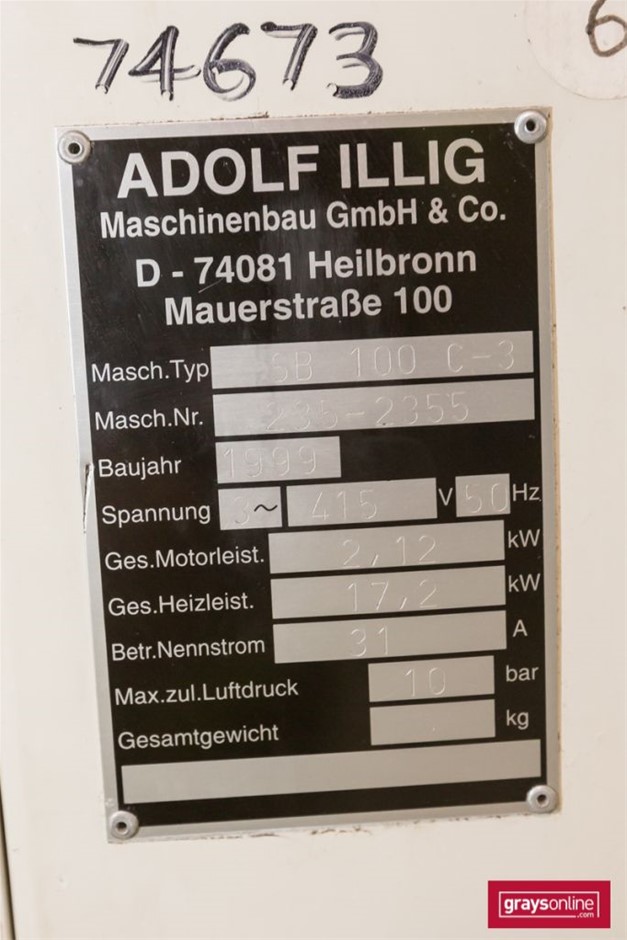 74673
6
ADOLF ILLIG
Maschinenbau GmbH & Co.
D - 74081 Heilbronn
Mauerstraße 100
Masch.Typ SB 100 C-3
Masch.Nr. 235-2355
Baujahr 1999
Spannung 3~ 415 V 50 Hz
Ges.Motorleist. 2,12 kW
Ges.Heizleist. 17,2 kW
Betr.Nennstrom 31 A
Max.zul.Luftdruck 10 bar
Gesamtgewicht kg
graysonline
.com